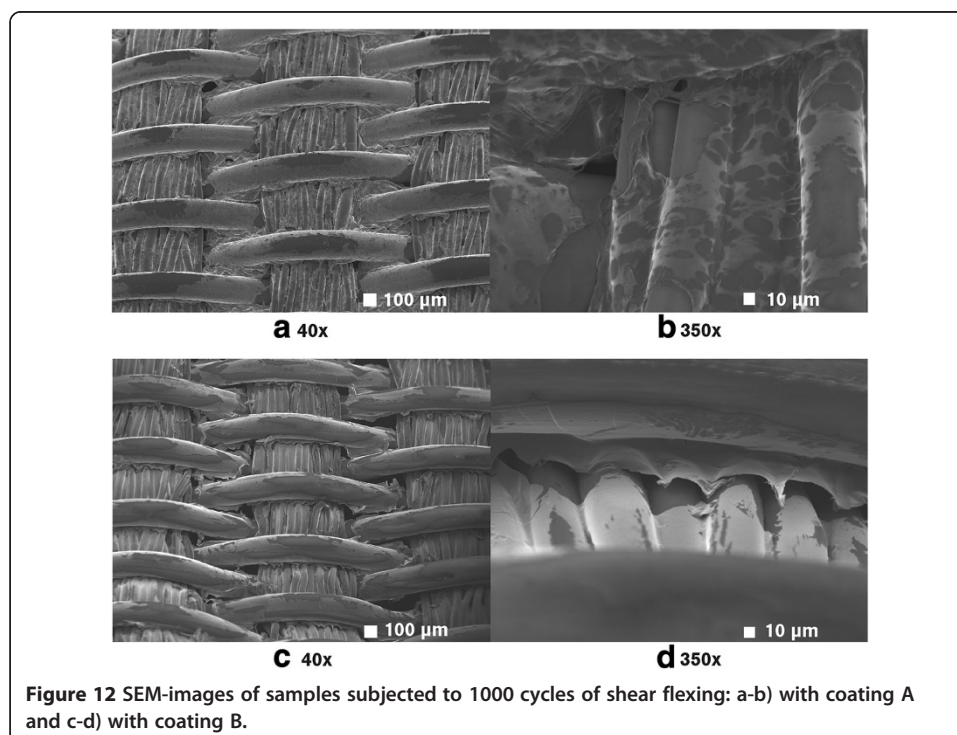 100 µm
10 µm
a 40x
b 350x
100 µm
10 µm
c 40x
d 350x
Figure 12 SEM-images of samples subjected to 1000 cycles of shear flexing: a-b) with coating A
and c-d) with coating B.